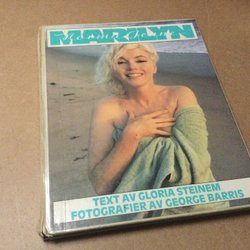 MARILYN
TEXT AV GLORIA STEINEM
FOTOGRAFIER AV GEORGE BARRIS